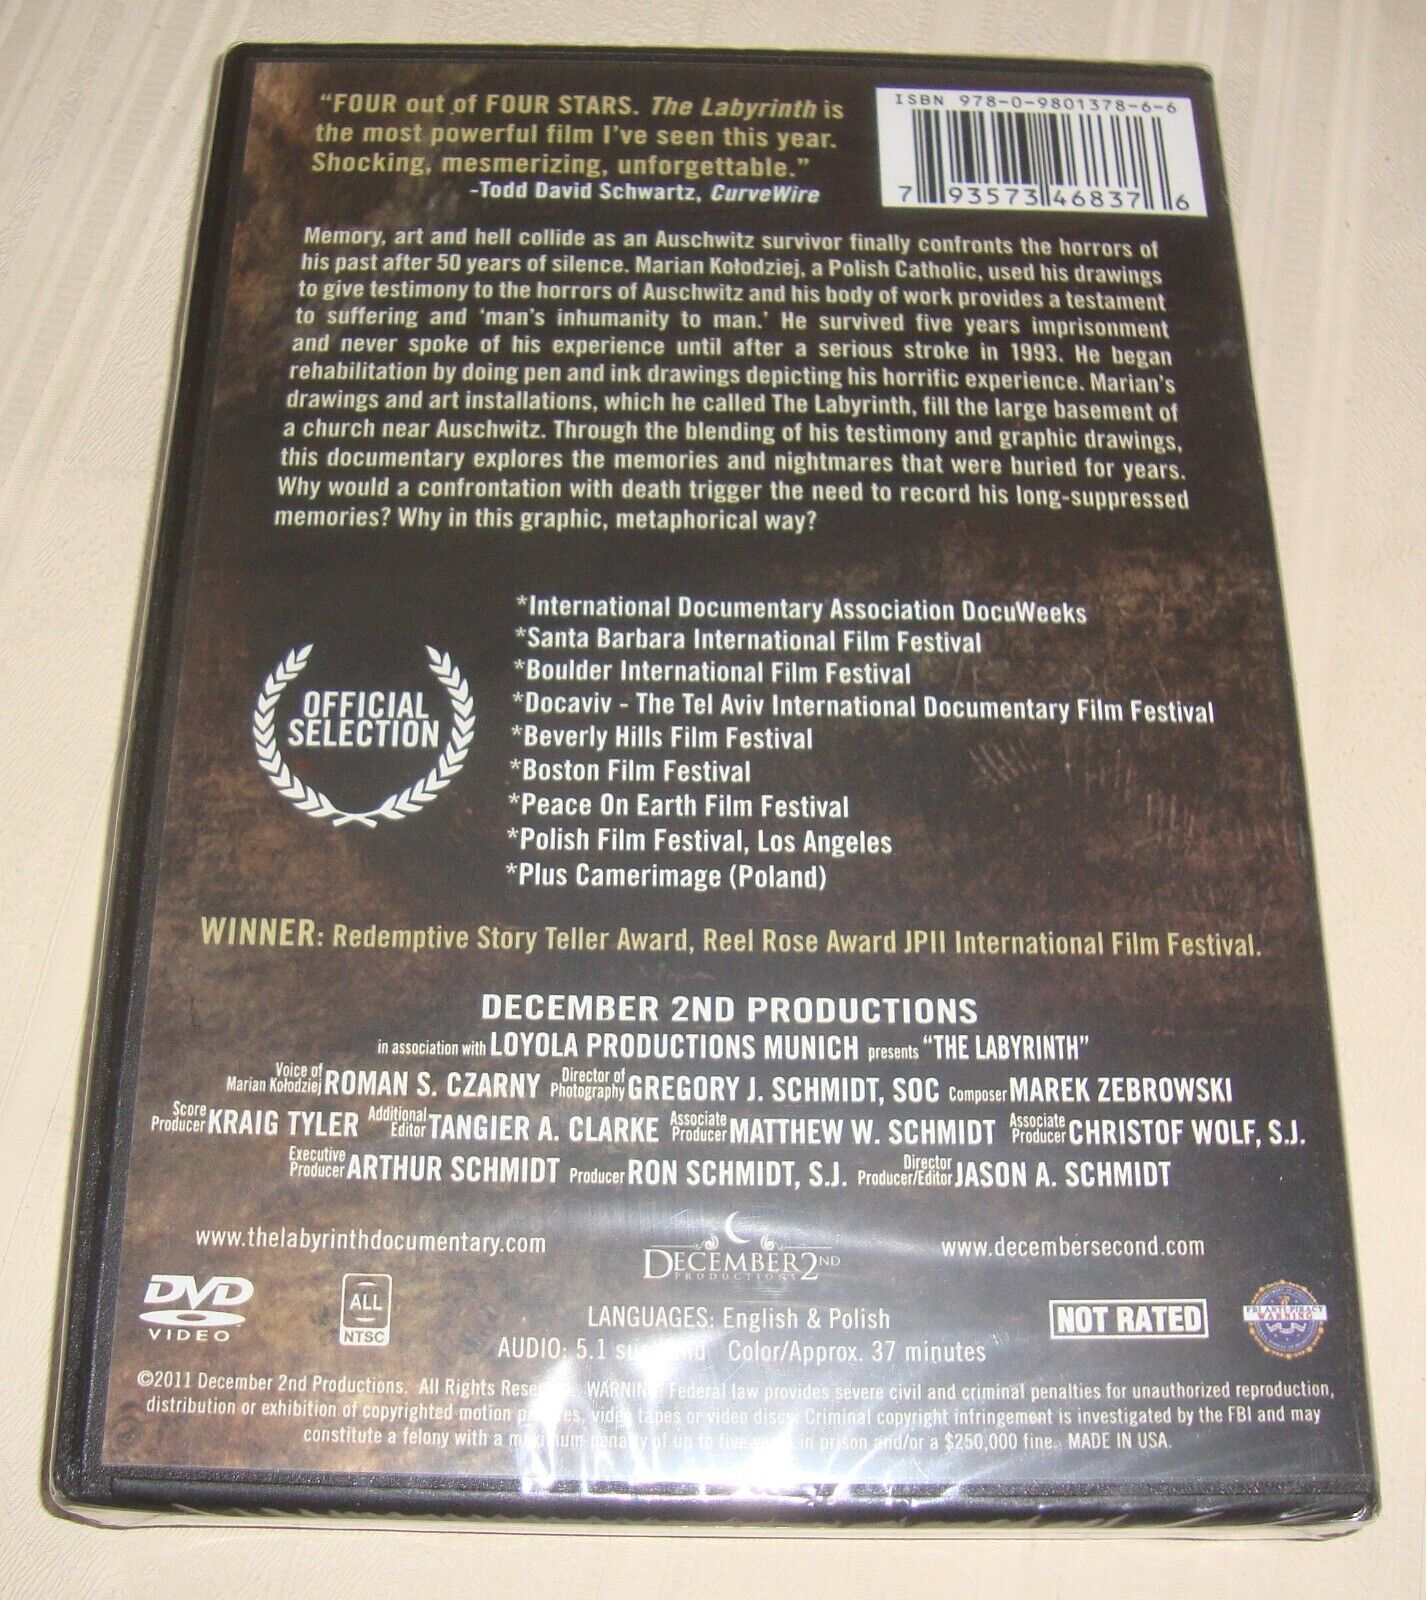 "FOUR out of FOUR STARS. The Labyrinth is
the most powerful film I've seen this year.
Shocking, mesmerizing, unforgettable."
-Todd David Schwartz, CurveWire
ISBN 978-0-9801378-6-6
7 93573 46837 6
Memory, art and hell collide as an Auschwitz survivor finally confronts the horrors of
his past after 50 years of silence. Marian Kołodziej, a Polish Catholic, used his drawings
to give testimony to the horrors of Auschwitz and his body of work provides a testament
to suffering and 'man's inhumanity to man.' He survived five years imprisonment
and never spoke of his experience until after a serious stroke in 1993. He began
rehabilitation by doing pen and ink drawings depicting his horrific experience. Marian's
drawings and art installations, which he called The Labyrinth, fill the large basement of
a church near Auschwitz. Through the blending of his testimony and graphic drawings,
this documentary explores the memories and nightmares that were buried for years.
Why would a confrontation with death trigger the need to record his long-suppressed
memories? Why in this graphic, metaphorical way?
OFFICIAL
SELECTION
*International Documentary Association DocuWeeks
*Santa Barbara International Film Festival
*Boulder International Film Festival
*Docaviv - The Tel Aviv International Documentary Film Festival
*Beverly Hills Film Festival
*Boston Film Festival
*Peace On Earth Film Festival
*Polish Film Festival, Los Angeles
*Plus Camerimage (Poland)
WINNER: Redemptive Story Teller Award, Reel Rose Award JPII International Film Festival.
DECEMBER 2ND PRODUCTIONS
in association with LOYOLA PRODUCTIONS MUNICH presents "THE LABYRINTH"
Voice of Marian Kołodziej ROMAN S. CZARNY Director of Photography GREGORY J. SCHMIDT, SOC Composer MAREK ZEBROWSKI
Score Producer KRAIG TYLER Additional Editor TANGIER A. CLARKE Associate Producer MATTHEW W. SCHMIDT Associate Producer CHRISTOF WOLF, S.J.
Executive Producer ARTHUR SCHMIDT Producer RON SCHMIDT, S.J. Director Producer/Editor JASON A. SCHMIDT
www.thelabyrinthdocumentary.com
DECEMBER 2ND
PRODUCTIONS
www.decembersecond.com
DVD
VIDEO
ALL
NTSC
LANGUAGES: English & Polish
AUDIO: 5.1 Color/Approx. 37 minutes
NOT RATED
FBI ANTI-PIRACY
WARNING
©2011 December 2nd Productions. All Rights WARNING: Federal law provides severe civil and criminal penalties for unauthorized reproduction,
distribution or exhibition of copyrighted motion pictures, video tapes or video discs. Criminal copyright infringement is investigated by the FBI and may
constitute a felony with a maximum penalty of up to five years in prison and/or a $250,000 fine. MADE IN USA.